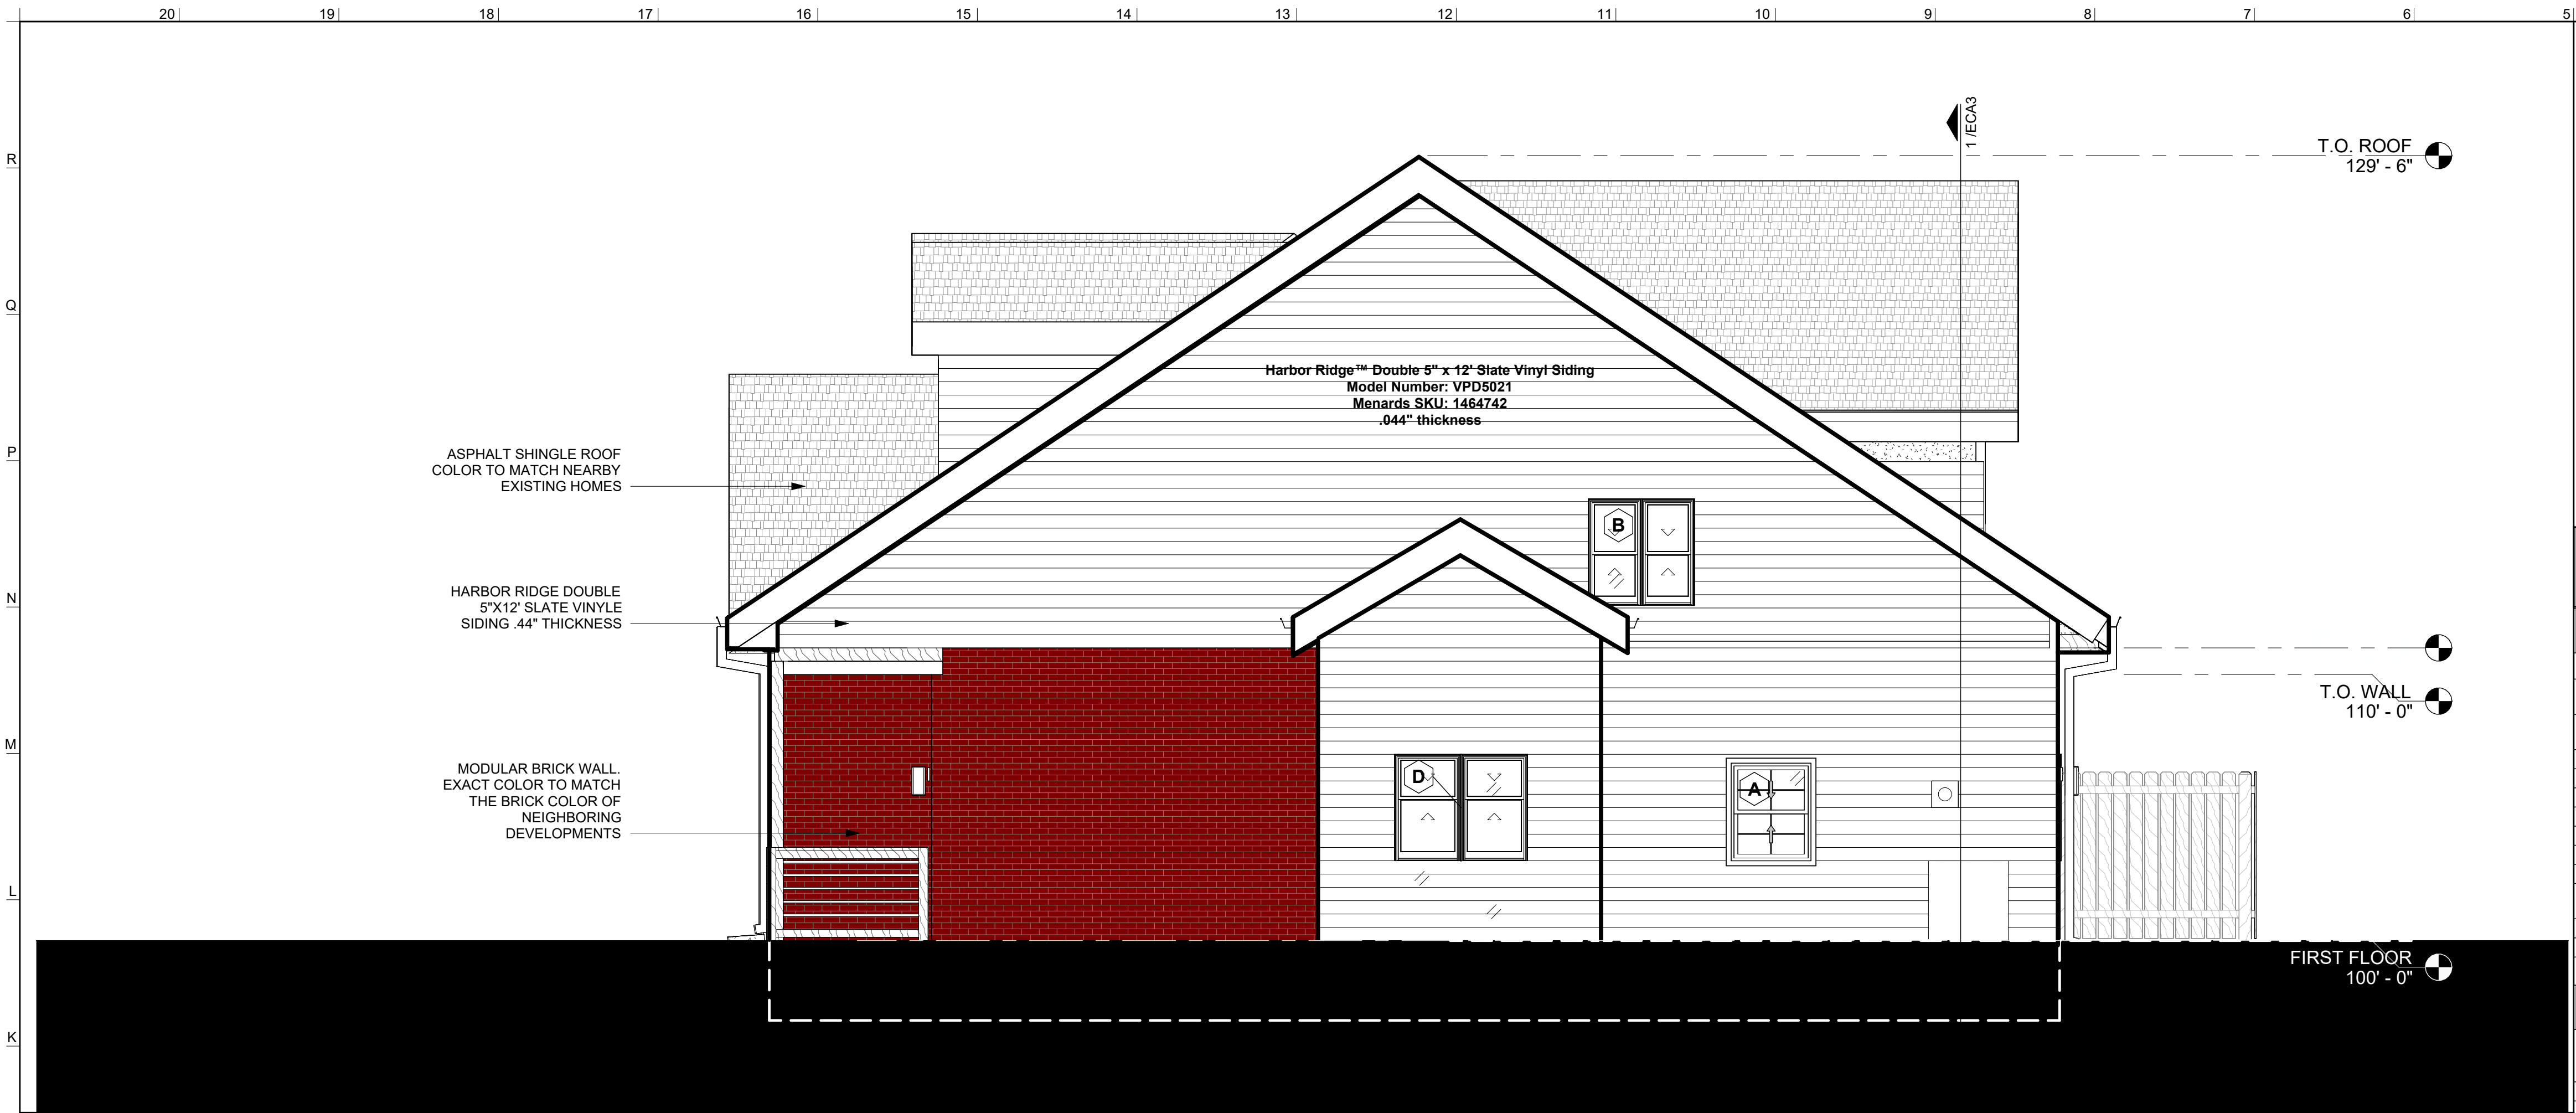 20 19 18 17 16 15 14 13 12 11 10 9 8 7 6 5
R
Q
P
N
M
L
K
1 /ECA3
T.O. ROOF
129' - 6"
Harbor Ridge™ Double 5" x 12' Slate Vinyl Siding
Model Number: VPD5021
Menards SKU: 1464742
.044" thickness
ASPHALT SHINGLE ROOF
COLOR TO MATCH NEARBY
EXISTING HOMES
B
HARBOR RIDGE DOUBLE
5"X12' SLATE VINYLE
SIDING .44" THICKNESS
T.O. WALL
110' - 0"
MODULAR BRICK WALL.
EXACT COLOR TO MATCH
THE BRICK COLOR OF
NEIGHBORING
DEVELOPMENTS
D
A
FIRST FLOOR
100' - 0"